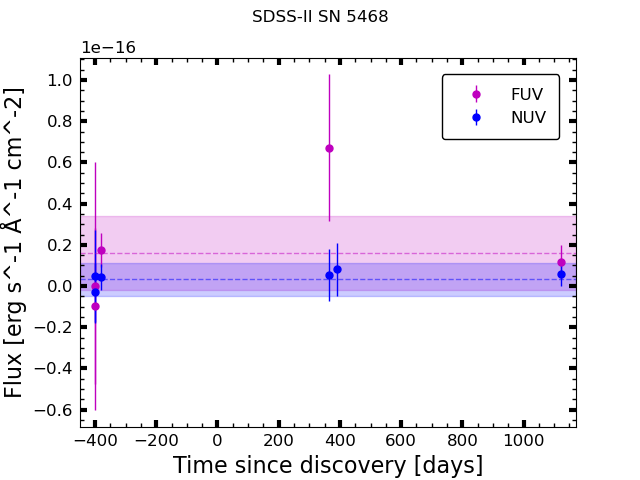 SDSS-II SN 5468
1e−16
FUV
NUV
1.0
0.8
0.6
0.4
0.2
0.0
−0.2
−0.4
−0.6
Flux [erg s^-1 Å^-1 cm^-2]
−400 −200 0 200 400 600 800 1000
Time since discovery [days]